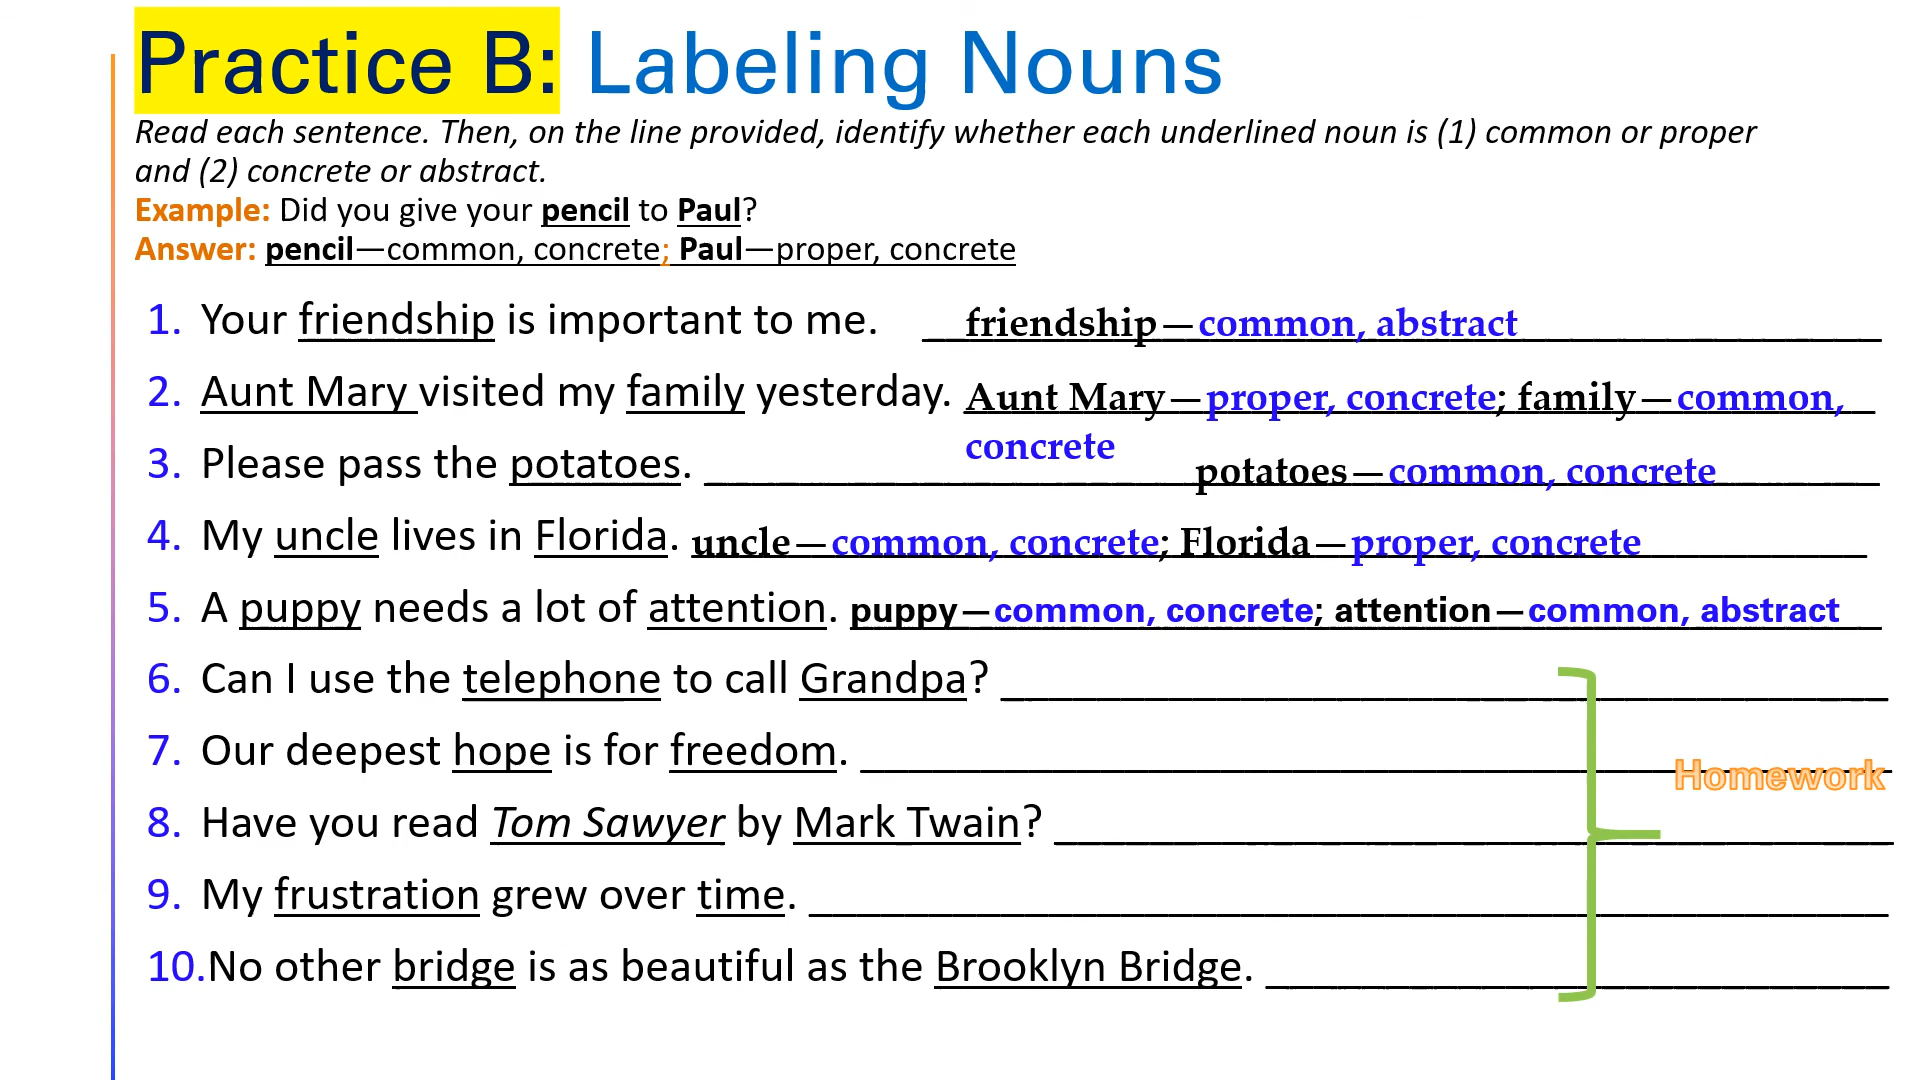 Practice B: Labeling Nouns
Read each sentence. Then, on the line provided, identify whether each underlined noun is (1) common or proper
and (2) concrete or abstract.
Example: Did you give your pencil to Paul?
Answer: pencil—common, concrete; Paul—proper, concrete
1. Your friendship is important to me. friendship—common, abstract
2. Aunt Mary visited my family yesterday. Aunt Mary—proper, concrete; family—common,
concrete
3. Please pass the potatoes. potatoes—common, concrete
4. My uncle lives in Florida. uncle—common, concrete; Florida—proper, concrete
5. A puppy needs a lot of attention. puppy—common, concrete; attention—common, abstract
6. Can I use the telephone to call Grandpa?
7. Our deepest hope is for freedom.
Homework
8. Have you read Tom Sawyer by Mark Twain?
9. My frustration grew over time.
10. No other bridge is as beautiful as the Brooklyn Bridge.